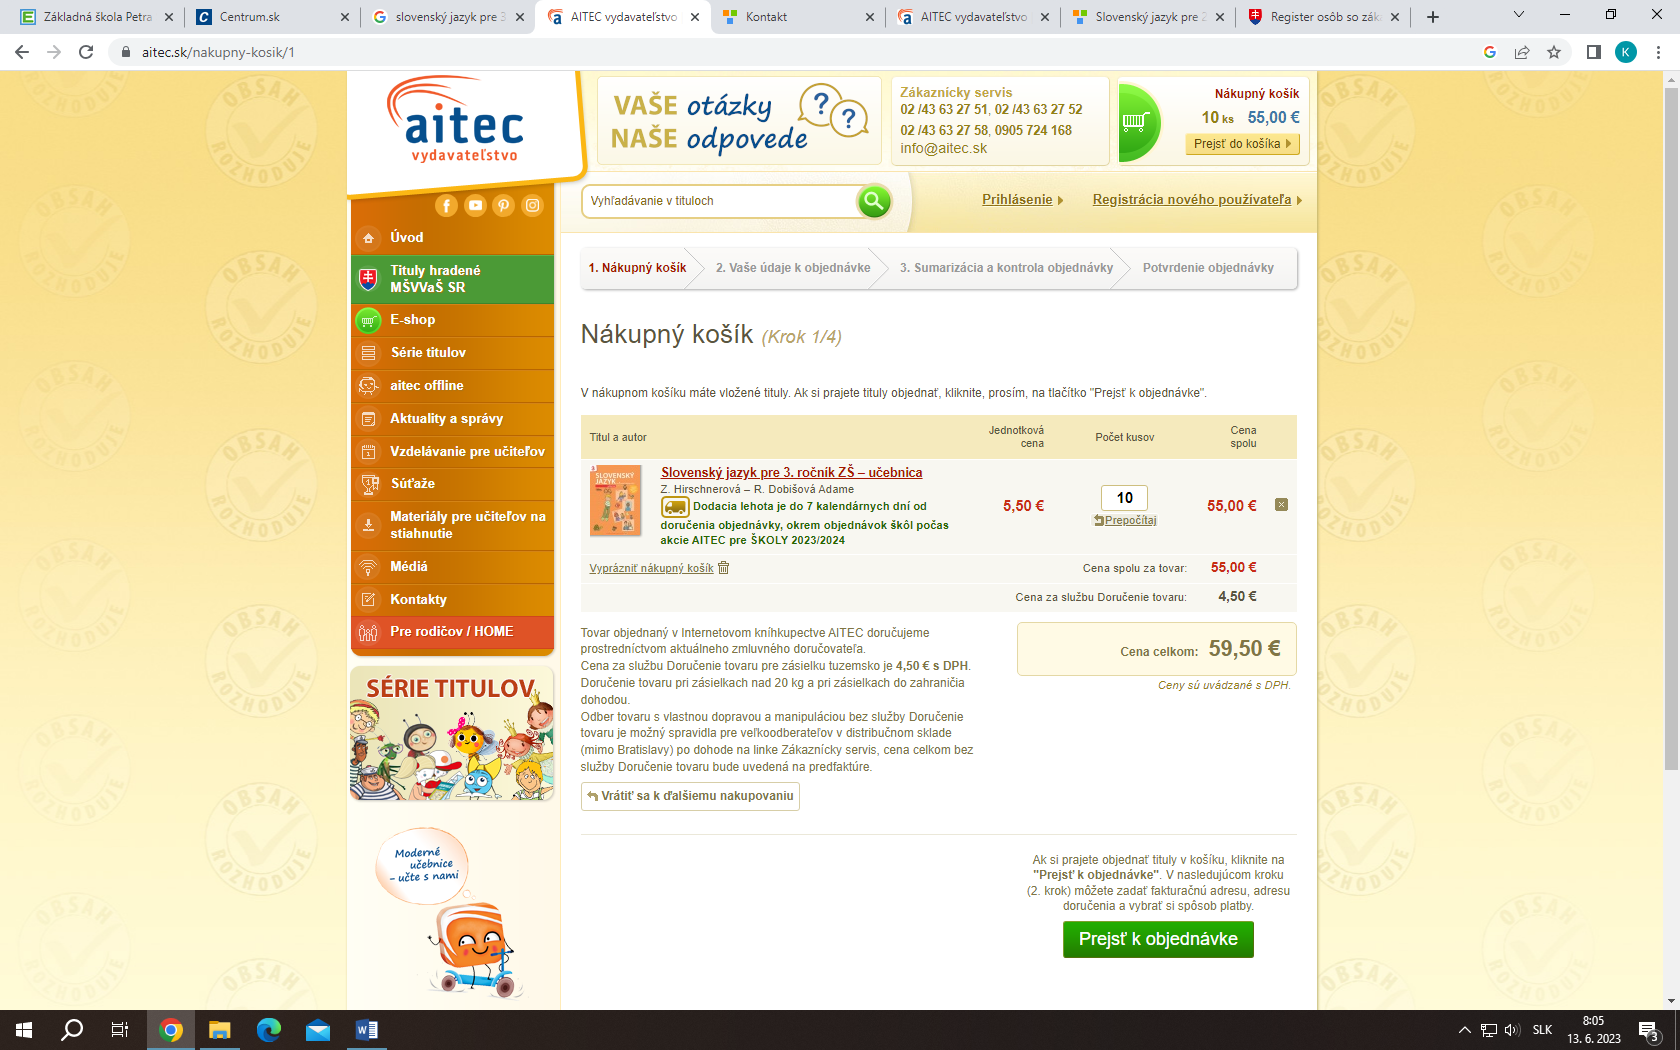 Základná škola Petra
Centrum.sk
slovenský jazyk pre 3
AITEC vydavateľstvo
Kontakt
AITEC vydavateľstvo
Slovenský jazyk pre 2
Register osôb so zák
aitec.sk/nakupny-kosik/1
K
aitec
vydavateľstvo
VAŠE otázky
NAŠE odpovede
Zákaznícky servis
02 /43 63 27 51, 02 /43 63 27 52
02 /43 63 27 58, 0905 724 168
info@aitec.sk
Nákupný košík
10 ks 55,00 €
Prejsť do košíka
Vyhľadávanie v tituloch
Prihlásenie
Registrácia nového používateľa
Úvod
Tituly hradené
MŠVVaŠ SR
E-shop
Série titulov
aitec offline
Aktuality a správy
Vzdelávanie pre učiteľov
Súťaže
Materiály pre učiteľov na
stiahnutie
Médiá
Kontakty
Pre rodičov / HOME
SÉRIE TITULOV
Moderné
učebnice
– učte s nami
1. Nákupný košík
2. Vaše údaje k objednávke
3. Sumarizácia a kontrola objednávky
Potvrdenie objednávky
Nákupný košík (Krok 1/4)
V nákupnom košíku máte vložené tituly. Ak si prajete tituly objednať, kliknite, prosím, na tlačítko "Prejsť k objednávke".
Titul a autor
Jednotková
cena
Počet kusov
Cena
spolu
SLOVENSKÝ
JAZYK
Slovenský jazyk pre 3. ročník ZŠ – učebnica
Z. Hirschnerová – R. Dobišová Adame
Dodacia lehota je do 7 kalendárnych dní od
doručenia objednávky, okrem objednávok škôl počas
akcie AITEC pre ŠKOLY 2023/2024
5,50 €
10
Prepočítaj
55,00 €
Vyprázniť nákupný košík
Cena spolu za tovar: 55,00 €
Cena za službu Doručenie tovaru: 4,50 €
Tovar objednaný v Internetovom kníhkupectve AITEC doručujeme
prostredníctvom aktuálneho zmluvného doručovateľa.
Cena za službu Doručenie tovaru pre zásielku tuzemsko je 4,50 € s DPH.
Doručenie tovaru pri zásielkach nad 20 kg a pri zásielkach do zahraničia
dohodou.
Odber tovaru s vlastnou dopravou a manipuláciou bez služby Doručenie
tovaru je možný spravidla pre veľkoodberateľov v distribučnom sklade
(mimo Bratislavy) po dohode na linke Zákaznícky servis, cena celkom bez
služby Doručenie tovaru bude uvedená na predfaktúre.
Cena celkom: 59,50 €
Ceny sú uvádzané s DPH.
Vrátiť sa k ďalšiemu nakupovaniu
Ak si prajete objednať tituly v košíku, kliknite na
"Prejsť k objednávke". V nasledujúcom kroku
(2. krok) môžete zadať fakturačnú adresu, adresu
doručenia a vybrať si spôsob platby.
Prejsť k objednávke
OBSAH
ROZHODUJE
SLK
8:05
13. 6. 2023
3